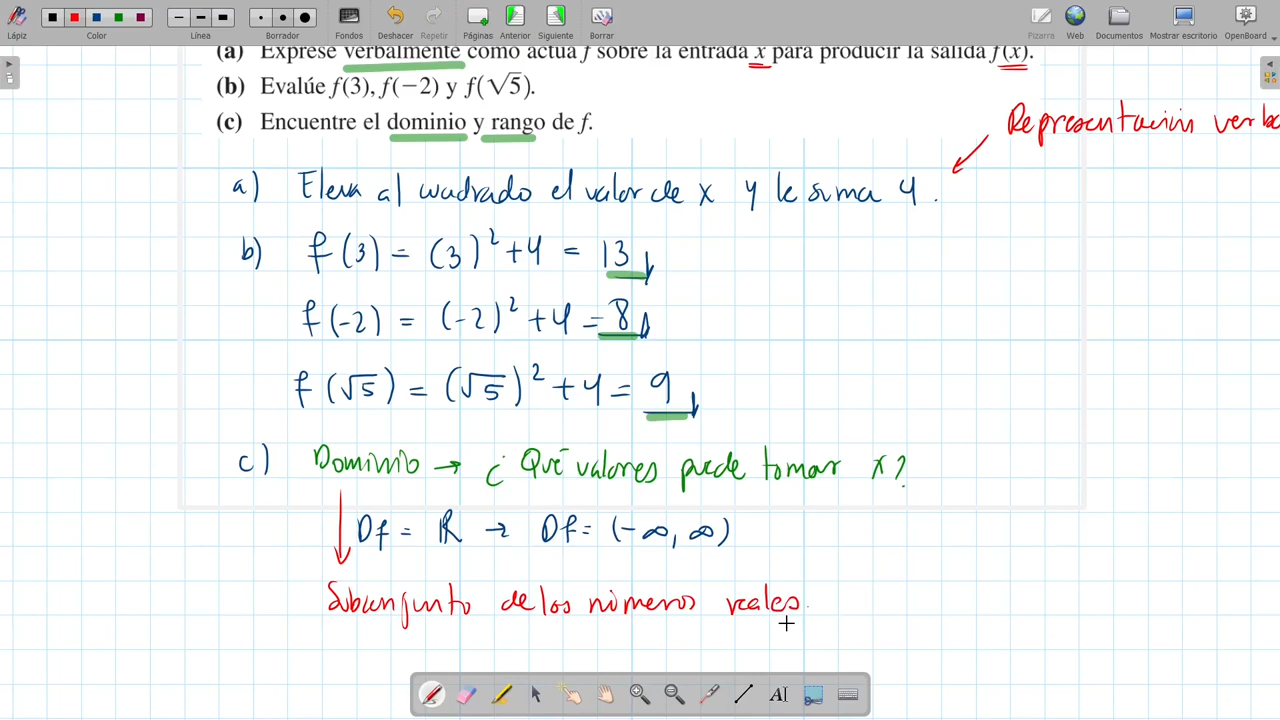 Lápiz Color Línea Borrador Fondos Deshacer Repetir Páginas Anterior Siguiente Borrar Pizarra Web Documentos Mostrar escritorio OpenBoard
(a) Exprese verbalmente cómo actúa f sobre la entrada x para producir la salida f(x).
(b) Evalúe f(3), f(−2) y f(√5).
(c) Encuentre el dominio y rango de f.
Representación verba
a) Eleva al cuadrado el valor de x y le suma 4.
b) f(3) = (3)² + 4 = 13
f(-2) = (-2)² + 4 = 8
f(√5) = (√5)² + 4 = 9
c) Dominio → ¿Qué valores puede tomar x?
Df = ℝ → Df = (-∞, ∞)
Subconjunto de los números reales.